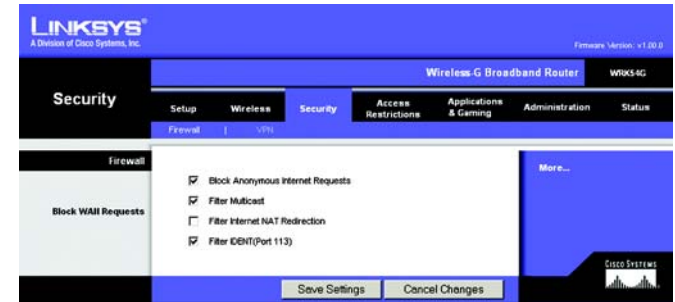 LINKSYS®
A Division of Cisco Systems, Inc.
Firmware Version: v1.00.0
Wireless-G Broadband Router WRK54G
Security
Setup Wireless Security Access Restrictions Applications & Gaming Administration Status
Firewall | VPN
Firewall
Block WAN Requests
Block Anonymous Internet Requests
Filter Multicast
Filter Internet NAT Redirection
Filter IDENT(Port 113)
More...
Save Settings Cancel Changes
CISCO SYSTEMS